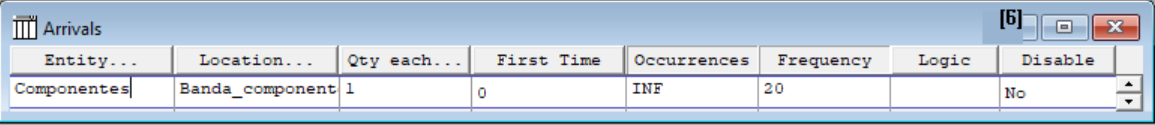 Arrivals
[6]
Entity... Location... Qty each... First Time Occurrences Frequency Logic Disable
Componentes Banda_component 1 0 INF 20 No